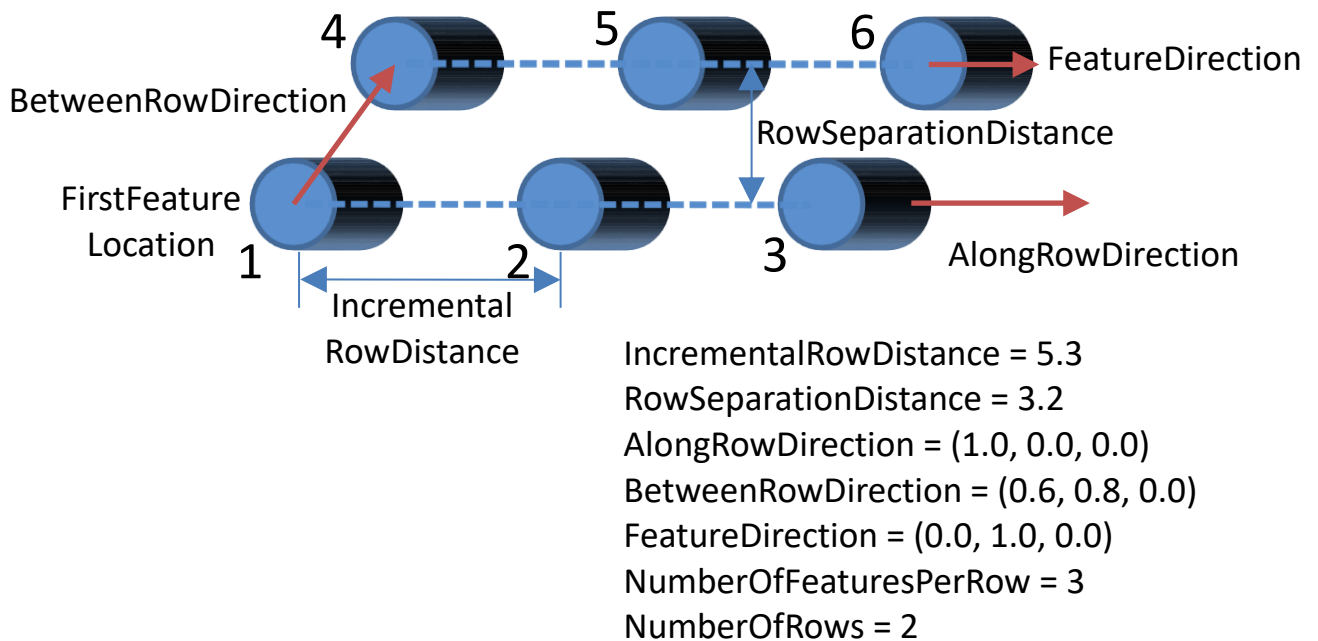 4
5
6
FeatureDirection
BetweenRowDirection
RowSeparationDistance
FirstFeature
Location
1
2
3
AlongRowDirection
Incremental
RowDistance
IncrementalRowDistance = 5.3
RowSeparationDistance = 3.2
AlongRowDirection = (1.0, 0.0, 0.0)
BetweenRowDirection = (0.6, 0.8, 0.0)
FeatureDirection = (0.0, 1.0, 0.0)
NumberOfFeaturesPerRow = 3
NumberOfRows = 2